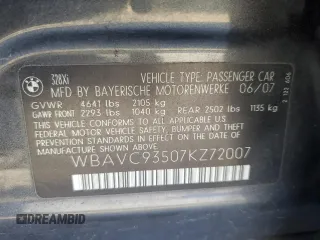 328Xi
VEHICLE TYPE: PASSENGER CAR
MFD BY BAYERISCHE MOTORENWERKE 06/07
GVWR 4641 lbs 2105 kg
GAWR FRONT 2293 lbs 1040 kg REAR 2502 lbs 1135 kg
THIS VEHICLE CONFORMS TO ALL APPLICABLE
FEDERAL MOTOR VEHICLE SAFETY, BUMPER,
AND THEFT PREVENTION STANDARDS IN EFFECT
ON THE DATE OF MANUFACTURE SHOWN ABOVE.
WBAVC93507KZ72007
DREAMBID